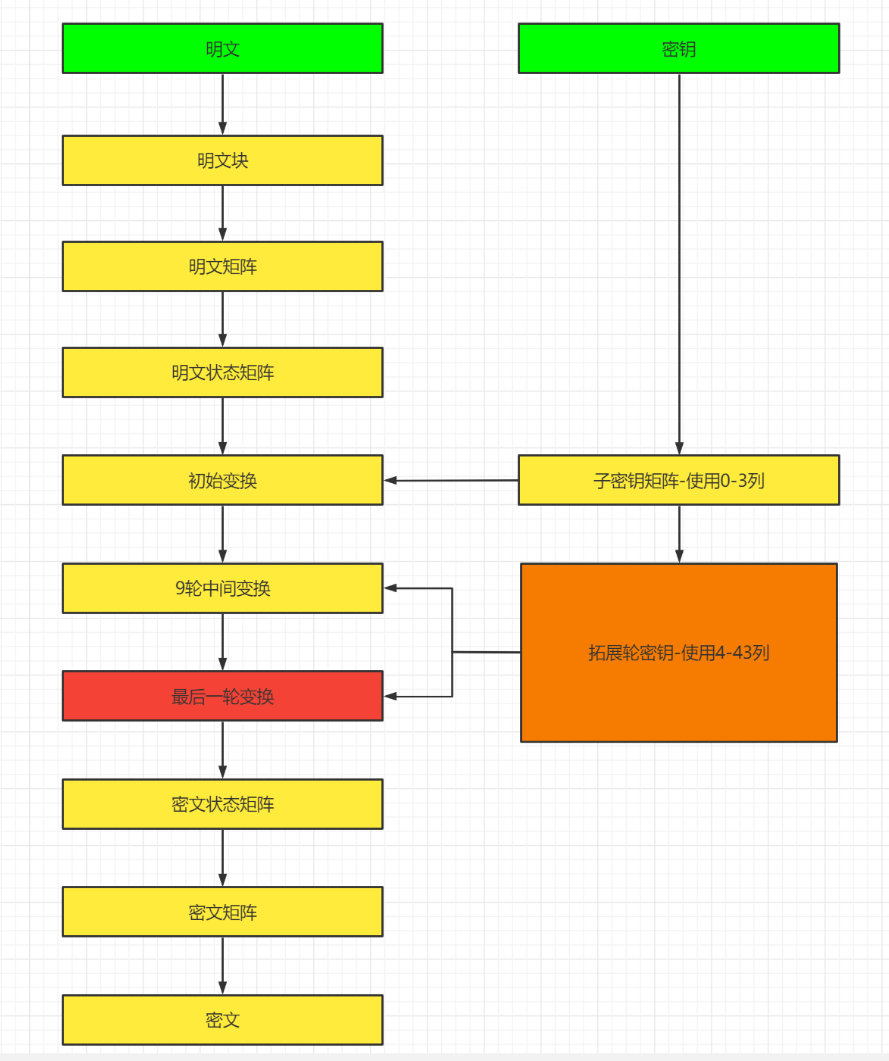 明文
密钥
明文块
明文矩阵
明文状态矩阵
初始变换
子密钥矩阵-使用0-3列
9轮中间变换
拓展轮密钥-使用4-43列
最后一轮变换
密文状态矩阵
密文矩阵
密文